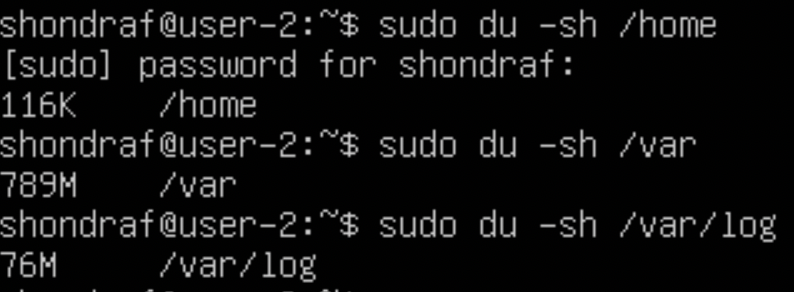 shondraf@user-2:~$ sudo du -sh /home
[sudo] password for shondraf:
116K /home
shondraf@user-2:~$ sudo du -sh /var
789M /var
shondraf@user-2:~$ sudo du -sh /var/log
76M /var/log